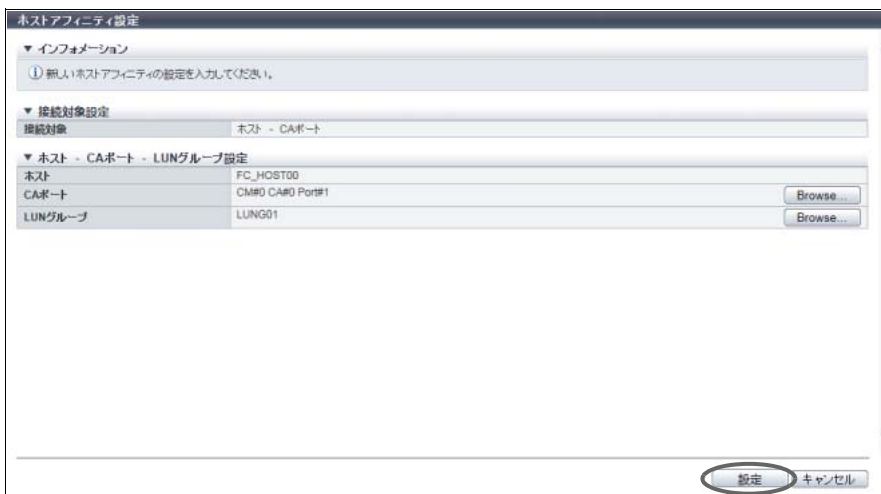 ホストアフィニティ設定
▼ インフォメーション
新しいホストアフィニティの設定を入力してください。
▼ 接続対象設定
接続対象 ホスト - CAポート
▼ ホスト - CAポート - LUNグループ設定
ホスト FC_HOST00
CAポート CM#0 CA#0 Port#1 Browse...
LUNグループ LUNG01 Browse...
設定 キャンセル